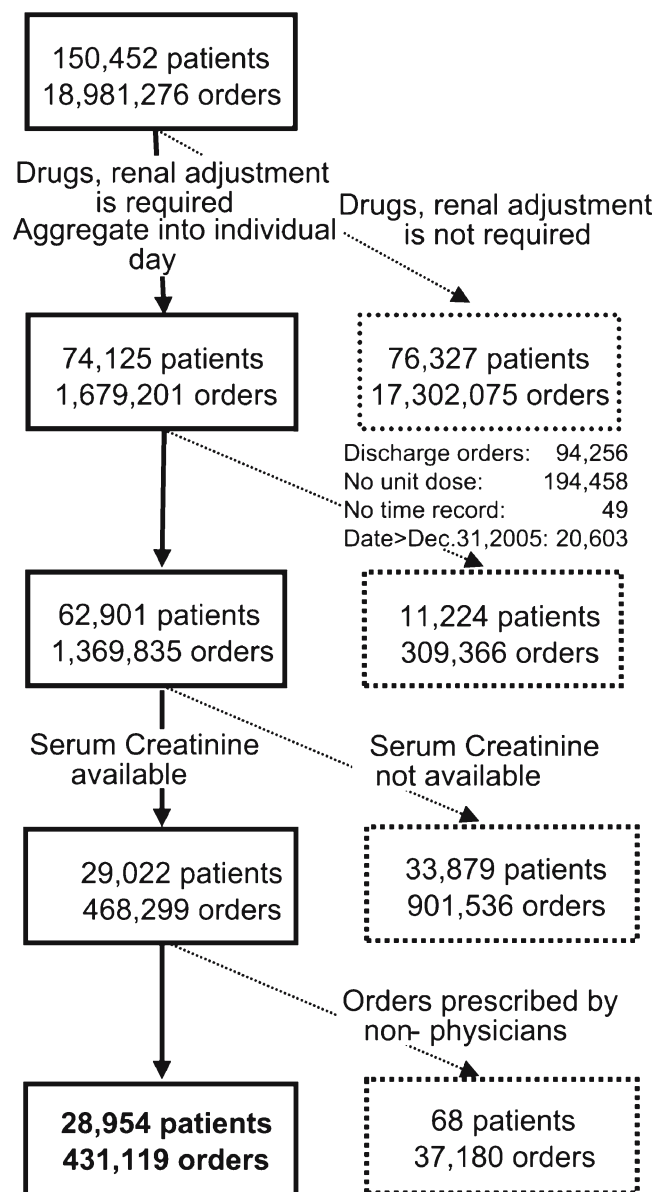 150,452 patients
18,981,276 orders
Drugs, renal adjustment
is required
Aggregate into individual
day
Drugs, renal adjustment
is not required
74,125 patients
1,679,201 orders
76,327 patients
17,302,075 orders
Discharge orders: 94,256
No unit dose: 194,458
No time record: 49
Date>Dec.31,2005: 20,603
62,901 patients
1,369,835 orders
11,224 patients
309,366 orders
Serum Creatinine
available
Serum Creatinine
not available
29,022 patients
468,299 orders
33,879 patients
901,536 orders
Orders prescribed by
non- physicians
28,954 patients
431,119 orders
68 patients
37,180 orders